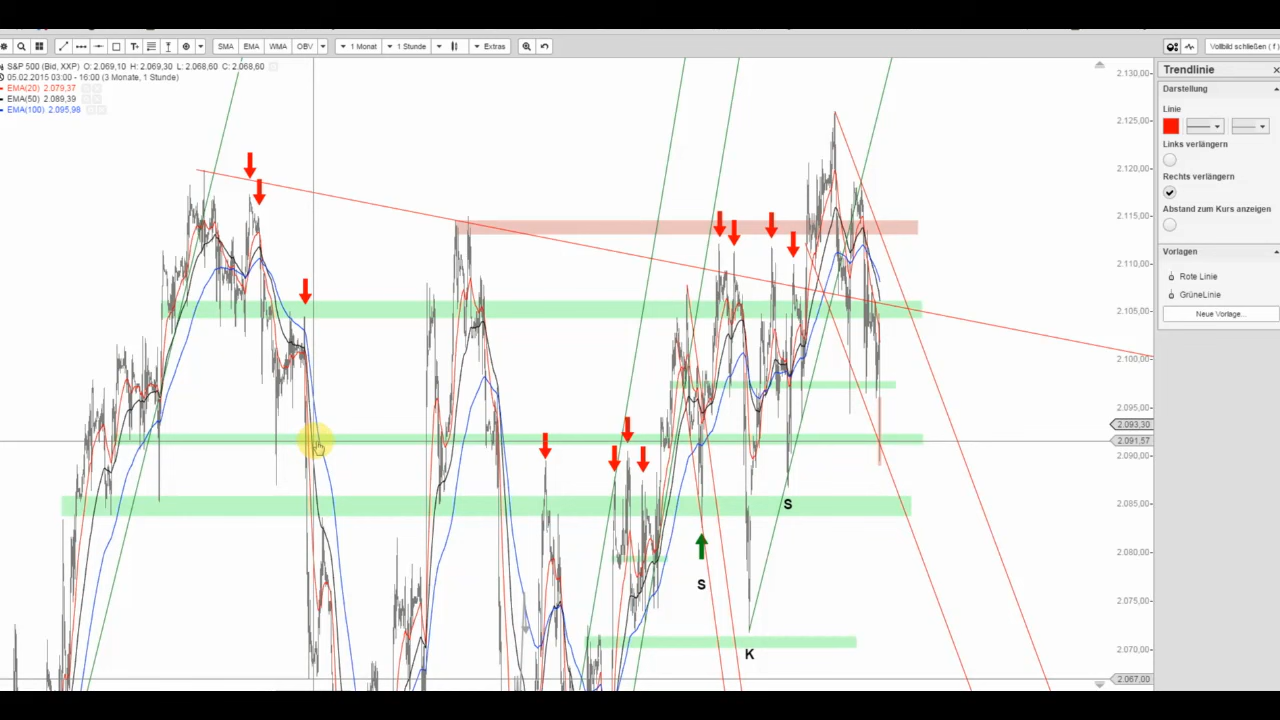 SMA EMA WMA OBV 1 Monat 1 Stunde Extras Vollbild schließen ( f )
S&P 500 (Bid, XXP) O: 2.069,10 H: 2.069,30 L: 2.068,60 C: 2.068,60
05.02.2015 03:00 - 16:00 (3 Monate, 1 Stunde)
EMA(20) 2.079,37
EMA(50) 2.089,39
EMA(100) 2.095,98
2.130,00
2.125,00
2.120,00
2.115,00
2.110,00
2.105,00
2.100,00
2.095,00
2.093,30
2.091,57
2.090,00
2.085,00
2.080,00
2.075,00
2.070,00
2.067,00
S
S
K
Trendlinie
Darstellung
Linie
Links verlängern
Rechts verlängern
Abstand zum Kurs anzeigen
Vorlagen
Rote Linie
GrüneLinie
Neue Vorlage...